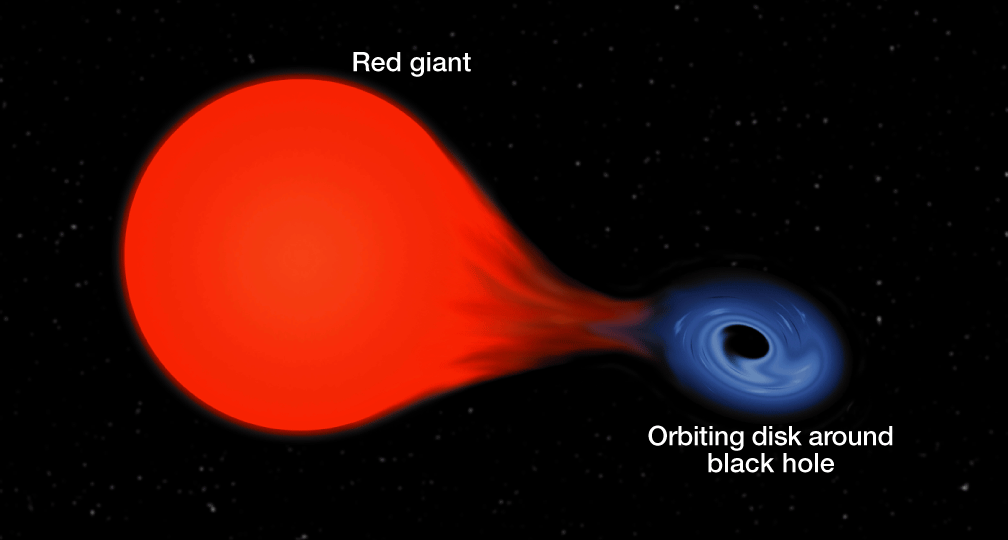 Red giant
Orbiting disk around
black hole